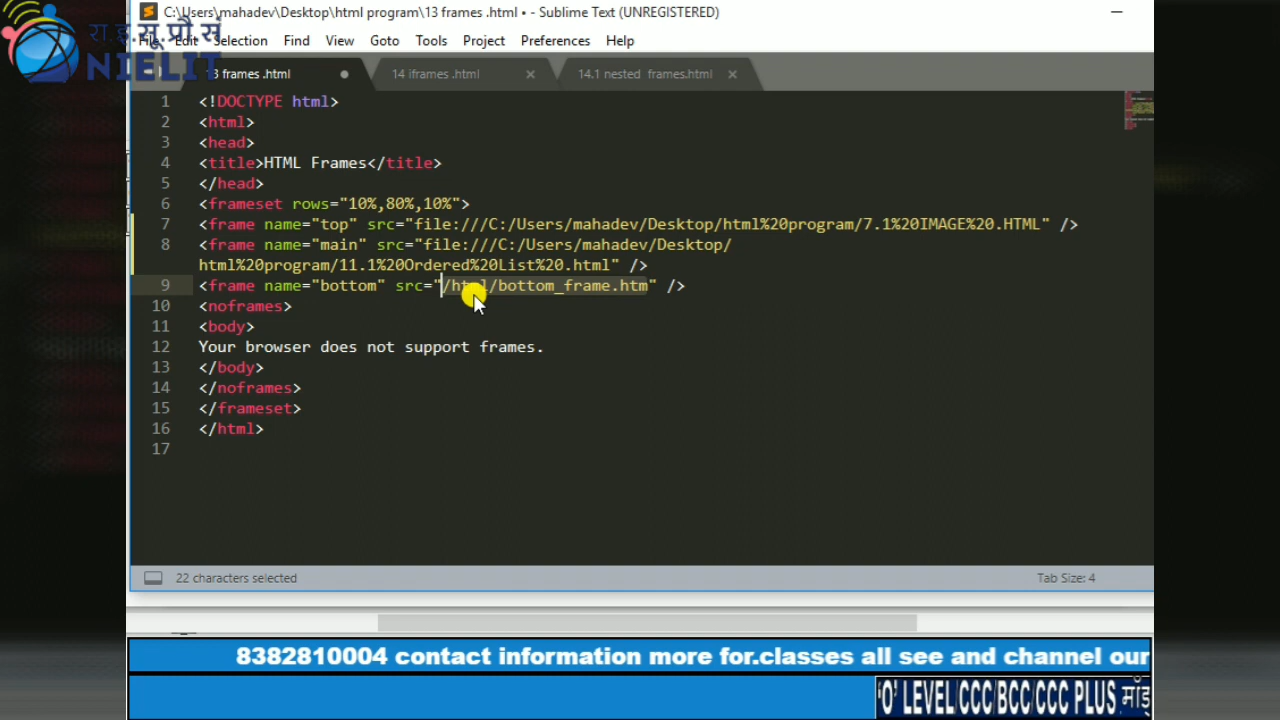 C:\Users\mahadev\Desktop\html program\13 frames .html • - Sublime Text (UNREGISTERED)
रा.इ.सू.प्रौ.सं
NIELIT
File Edit Selection Find View Goto Tools Project Preferences Help
13 frames .html 14 iframes .html 14.1 nested frames.html
1 <!DOCTYPE html>
2 <html>
3 <head>
4 <title>HTML Frames</title>
5 </head>
6 <frameset rows="10%,80%,10%">
7 <frame name="top" src="file:///C:/Users/mahadev/Desktop/html%20program/7.1%20IMAGE%20.HTML" />
8 <frame name="main" src="file:///C:/Users/mahadev/Desktop/
html%20program/11.1%20Ordered%20List%20.html" />
9 <frame name="bottom" src="/html/bottom_frame.htm" />
10 <noframes>
11 <body>
12 Your browser does not support frames.
13 </body>
14 </noframes>
15 </frameset>
16 </html>
17
22 characters selected Tab Size: 4
8382810004 contact information more for.classes all see and channel our
'O' LEVEL/CCC/BCC/CCC PLUS